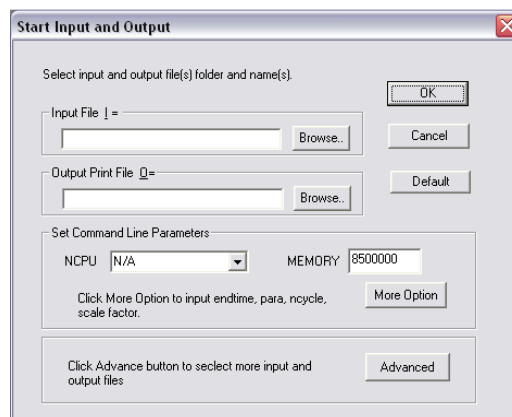 Start Input and Output
Select input and output file(s) folder and name(s).
OK
Input File I =
Browse..
Cancel
Output Print File O=
Browse..
Default
Set Command Line Parameters
NCPU N/A MEMORY 8500000
Click More Option to input endtime, para, ncycle,
scale factor.
More Option
Click Advance button to seclect more input and
output files
Advanced